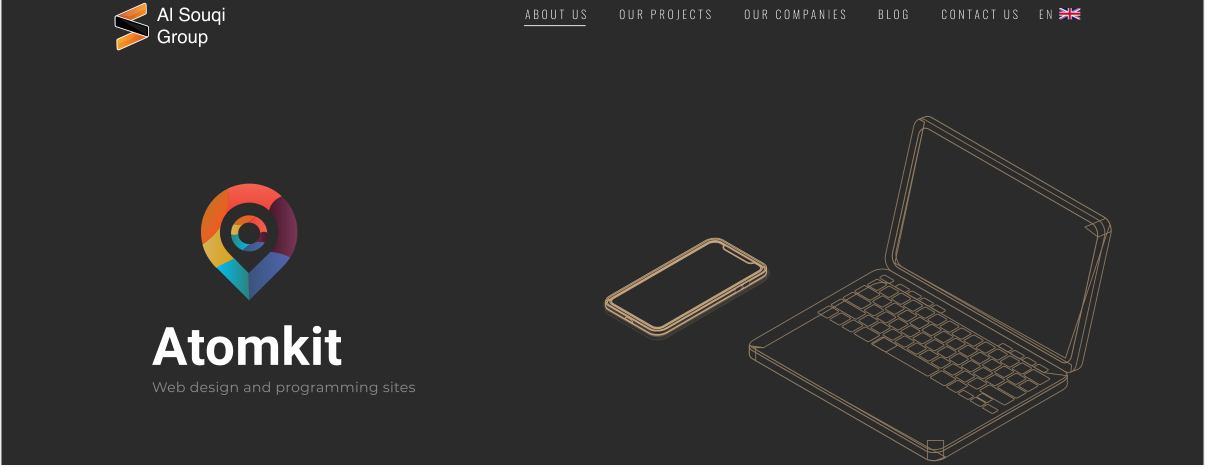 Al Souqi
Group
ABOUT US
OUR PROJECTS
OUR COMPANIES
BLOG
CONTACT US
EN
Atomkit
Web design and programming sites